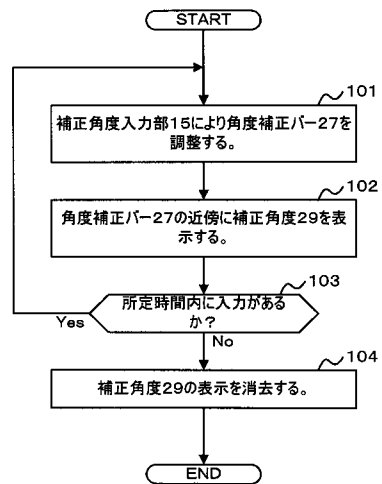 START
101
補正角度入力部15により角度補正バー27を
調整する。
102
角度補正バー27の近傍に補正角度29を表
示する。
103
所定時間内に入力がある
か?
Yes
No
104
補正角度29の表示を消去する。
END